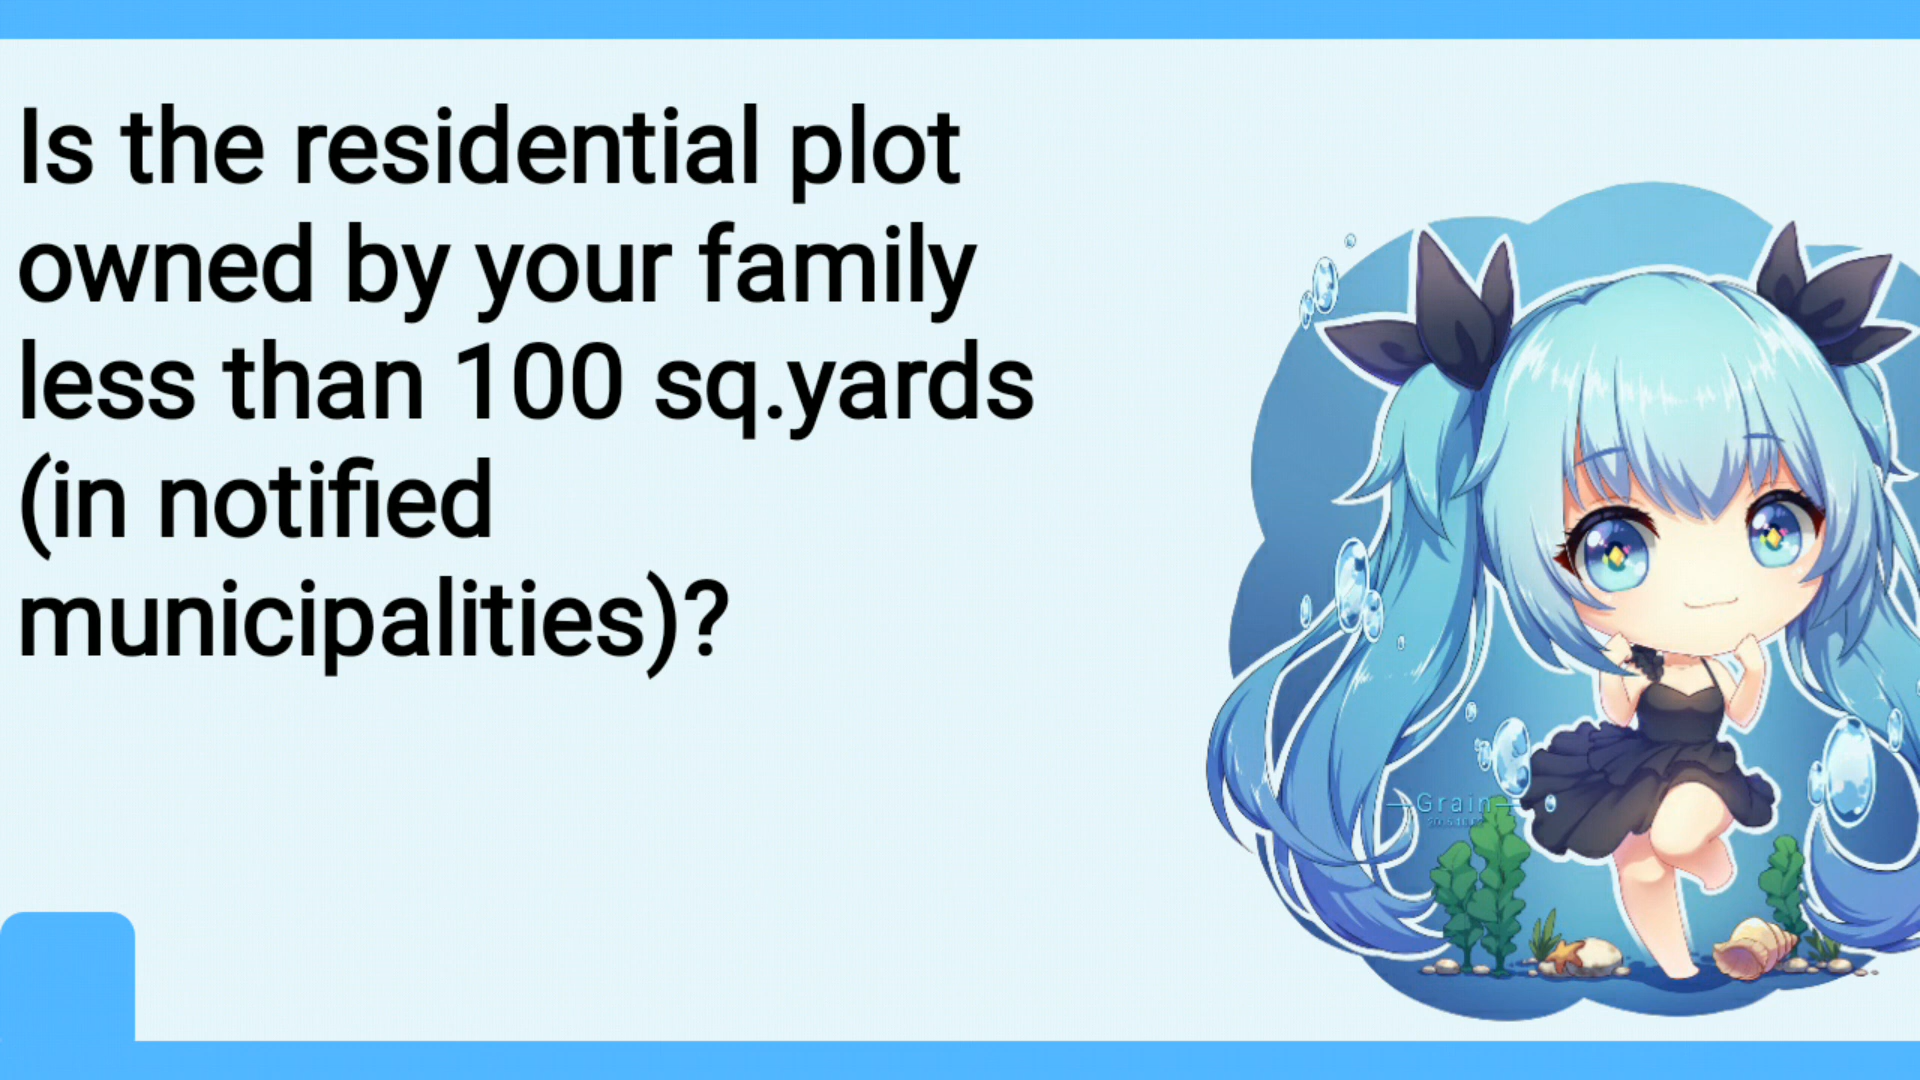 Is the residential plot
owned by your family
less than 100 sq.yards
(in notified
municipalities)?
—Grain—